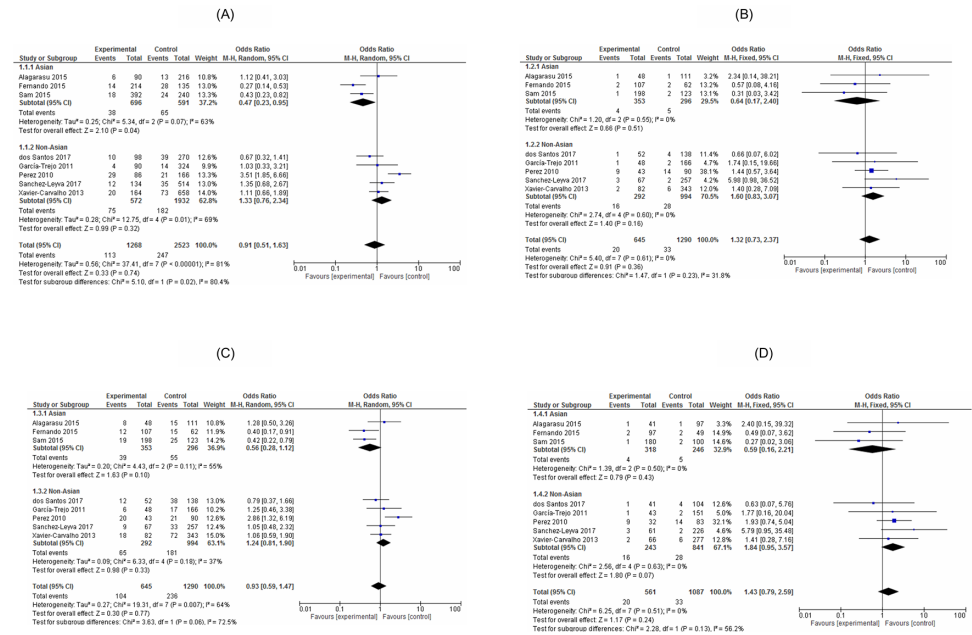 (A)
Experimental Control Odds Ratio Odds Ratio
Study or Subgroup Events Total Events Total Weight M-H, Random, 95% CI M-H, Random, 95% CI
1.1.1 Asian
Alagarasu 2015 6 90 13 216 10.8% 1.12 [0.41, 3.03]
Fernando 2015 14 214 28 135 13.2% 0.27 [0.14, 0.53]
Sam 2015 18 392 24 240 13.3% 0.43 [0.23, 0.82]
Subtotal (95% CI) 696 591 37.2% 0.47 [0.23, 0.95]
Total events 38 65
Heterogeneity: Tau² = 0.25; Chi² = 5.34, df = 2 (P = 0.07); I² = 63%
Test for overall effect: Z = 2.10 (P = 0.04)
1.1.2 Non-Asian
dos Santos 2017 10 98 39 270 12.8% 0.67 [0.32, 1.41]
García-Trejo 2011 4 90 14 324 9.9% 1.03 [0.33, 3.21]
Perez 2010 29 86 21 166 13.3% 3.51 [1.85, 6.66]
Sanchez-Leyva 2017 12 134 35 514 13.2% 1.35 [0.68, 2.67]
Xavier-Carvalho 2013 20 164 73 658 14.1% 1.11 [0.66, 1.89]
Subtotal (95% CI) 572 1932 62.8% 1.33 [0.76, 2.34]
Total events 75 182
Heterogeneity: Tau² = 0.28; Chi² = 12.75, df = 4 (P = 0.01); I² = 69%
Test for overall effect: Z = 0.99 (P = 0.32)
Total (95% CI) 1268 2523 100.0% 0.91 [0.51, 1.63]
Total events 113 247
Heterogeneity: Tau² = 0.56; Chi² = 37.41, df = 7 (P < 0.00001); I² = 81%
Test for overall effect: Z = 0.33 (P = 0.74)
Test for subgroup differences: Chi² = 5.10, df = 1 (P = 0.02), I² = 80.4%
0.01 0.1 1 10 100
Favours [experimental] Favours [control]
(B)
Experimental Control Odds Ratio Odds Ratio
Study or Subgroup Events Total Events Total Weight M-H, Fixed, 95% CI M-H, Fixed, 95% CI
1.2.1 Asian
Alagarasu 2015 1 48 1 111 3.2% 2.34 [0.14, 38.21]
Fernando 2015 2 107 2 62 13.2% 0.57 [0.08, 4.16]
Sam 2015 1 198 2 123 13.1% 0.31 [0.03, 3.42]
Subtotal (95% CI) 353 296 29.5% 0.64 [0.17, 2.40]
Total events 4 5
Heterogeneity: Chi² = 1.20, df = 2 (P = 0.55); I² = 0%
Test for overall effect: Z = 0.66 (P = 0.51)
1.2.2 Non-Asian
dos Santos 2017 1 52 4 138 11.4% 0.66 [0.07, 6.02]
García-Trejo 2011 1 48 2 166 4.7% 1.74 [0.15, 19.66]
Perez 2010 9 43 14 90 38.1% 1.44 [0.57, 3.64]
Sanchez-Leyva 2017 3 67 2 257 4.2% 5.98 [0.98, 36.52]
Xavier-Carvalho 2013 2 82 6 343 12.0% 1.40 [0.28, 7.09]
Subtotal (95% CI) 292 994 70.5% 1.60 [0.83, 3.07]
Total events 16 28
Heterogeneity: Chi² = 2.74, df = 4 (P = 0.60); I² = 0%
Test for overall effect: Z = 1.40 (P = 0.16)
Total (95% CI) 645 1290 100.0% 1.32 [0.73, 2.37]
Total events 20 33
Heterogeneity: Chi² = 5.40, df = 7 (P = 0.61); I² = 0%
Test for overall effect: Z = 0.91 (P = 0.36)
Test for subgroup differences: Chi² = 1.47, df = 1 (P = 0.23), I² = 31.8%
0.01 0.1 1 10 100
Favours [experimental] Favours [control]
(C)
Experimental Control Odds Ratio Odds Ratio
Study or Subgroup Events Total Events Total Weight M-H, Random, 95% CI M-H, Random, 95% CI
1.3.1 Asian
Alagarasu 2015 8 48 15 111 11.0% 1.28 [0.50, 3.26]
Fernando 2015 12 107 15 62 12.0% 0.40 [0.17, 0.91]
Sam 2015 19 198 25 123 13.9% 0.42 [0.22, 0.79]
Subtotal (95% CI) 353 296 36.9% 0.56 [0.28, 1.12]
Total events 39 55
Heterogeneity: Tau² = 0.20; Chi² = 4.43, df = 2 (P = 0.11); I² = 55%
Test for overall effect: Z = 1.63 (P = 0.10)
1.3.2 Non-Asian
dos Santos 2017 12 52 38 138 12.8% 0.79 [0.37, 1.66]
García-Trejo 2011 6 48 17 166 10.4% 1.25 [0.46, 3.38]
Perez 2010 20 43 21 90 12.5% 2.86 [1.32, 6.19]
Sanchez-Leyva 2017 9 67 33 257 12.4% 1.05 [0.48, 2.32]
Xavier-Carvalho 2013 18 82 72 343 14.9% 1.06 [0.59, 1.90]
Subtotal (95% CI) 292 994 63.1% 1.24 [0.81, 1.90]
Total events 65 181
Heterogeneity: Tau² = 0.09; Chi² = 6.33, df = 4 (P = 0.18); I² = 37%
Test for overall effect: Z = 0.98 (P = 0.33)
Total (95% CI) 645 1290 100.0% 0.93 [0.59, 1.47]
Total events 104 236
Heterogeneity: Tau² = 0.27; Chi² = 19.31, df = 7 (P = 0.007); I² = 64%
Test for overall effect: Z = 0.30 (P = 0.77)
Test for subgroup differences: Chi² = 3.63, df = 1 (P = 0.06), I² = 72.5%
0.01 0.1 1 10 100
Favours [experimental] Favours [control]
(D)
Experimental Control Odds Ratio Odds Ratio
Study or Subgroup Events Total Events Total Weight M-H, Fixed, 95% CI M-H, Fixed, 95% CI
1.4.1 Asian
Alagarasu 2015 1 41 1 97 3.0% 2.40 [0.15, 39.32]
Fernando 2015 2 97 2 49 14.0% 0.49 [0.07, 3.62]
Sam 2015 1 180 2 100 13.5% 0.27 [0.02, 3.06]
Subtotal (95% CI) 318 246 32.9% 0.59 [0.16, 2.21]
Total events 4 5
Heterogeneity: Chi² = 1.39, df = 2 (P = 0.50); I² = 0%
Test for overall effect: Z = 0.79 (P = 0.43)
1.4.2 Non-Asian
dos Santos 2017 1 41 4 104 11.7% 0.63 [0.07, 5.76]
García-Trejo 2011 1 43 2 151 4.6% 1.77 [0.16, 20.04]
Perez 2010 9 32 14 83 1.93 [0.74, 5.04]
Sanchez-Leyva 2017 3 61 2 226 4.2% 5.79 [0.95, 35.48]
Xavier-Carvalho 2013 2 66 6 277 1.41 [0.28, 7.16]
Subtotal (95% CI) 243 841 67.1% 1.84 [0.95, 3.57]
Total events 16 28
Heterogeneity: Chi² = 2.56, df = 4 (P = 0.63); I² = 0%
Test for overall effect: Z = 1.80 (P = 0.07)
Total (95% CI) 561 1087 100.0% 1.43 [0.79, 2.59]
Total events 20 33
Heterogeneity: Chi² = 6.25, df = 7 (P = 0.51); I² = 0%
Test for overall effect: Z = 1.17 (P = 0.24)
Test for subgroup differences: Chi² = 2.28, df = 1 (P = 0.13), I² = 56.2%
0.01 0.1 1 10 100
Favours [experimental] Favours [control]